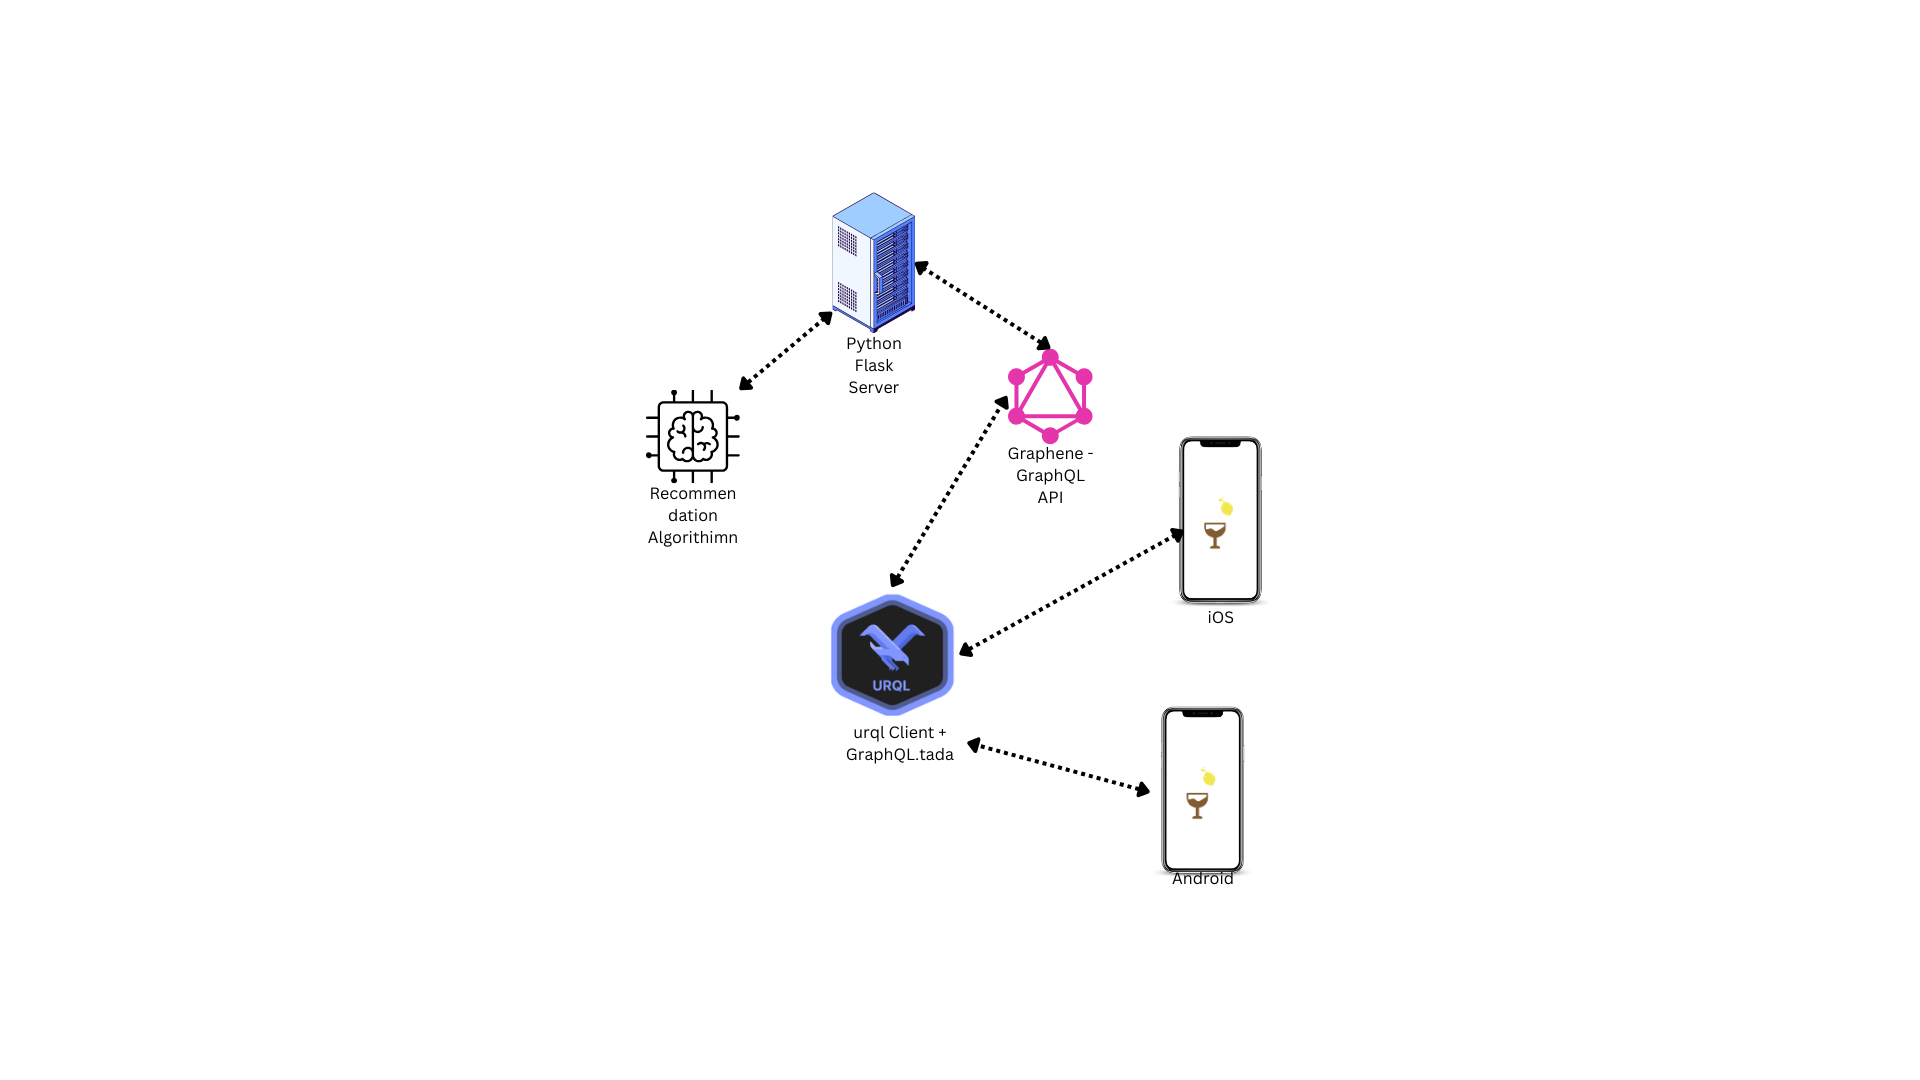 Python
Flask
Server
Graphene -
GraphQL
API
Recommen
dation
Algorithimn
iOS
URQL
urql Client +
GraphQL.tada
Android